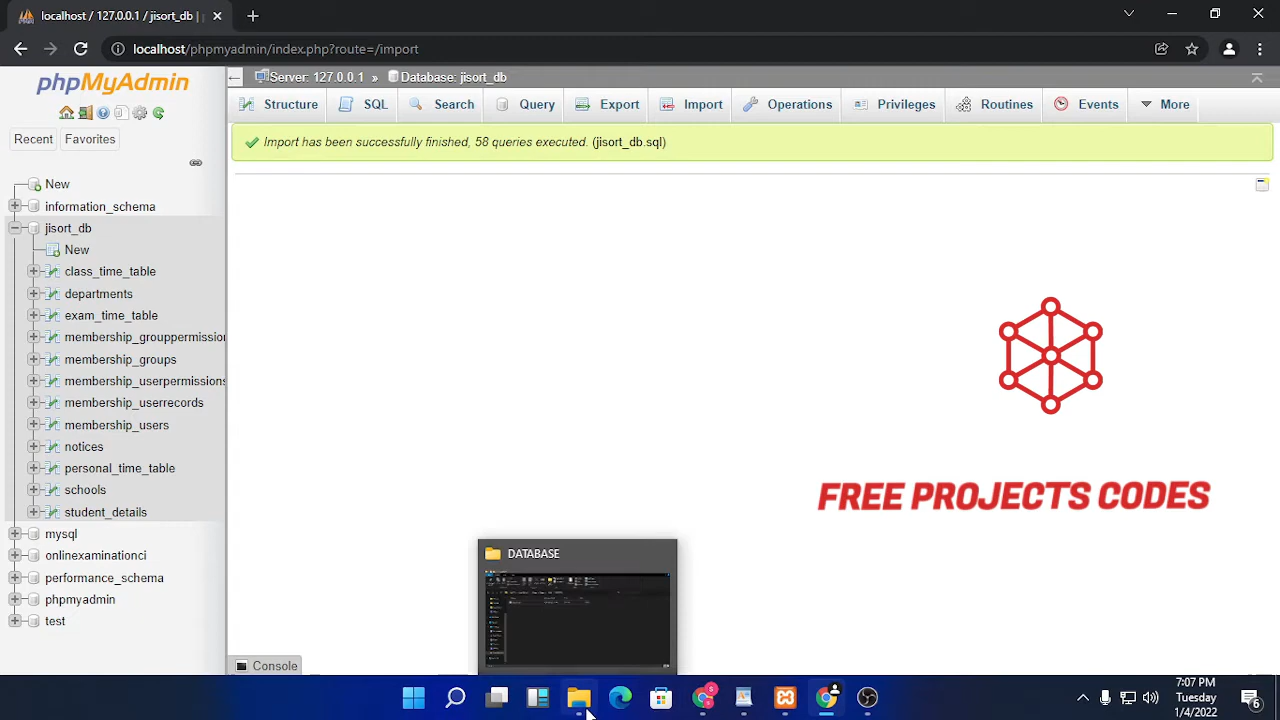 localhost / 127.0.0.1 / jisort_db |
localhost/phpmyadmin/index.php?route=/import
phpMyAdmin
Recent
Favorites
New
information_schema
jisort_db
New
class_time_table
departments
exam_time_table
membership_grouppermission
membership_groups
membership_userpermissions
membership_userrecords
membership_users
notices
personal_time_table
schools
student_details
mysql
onlinexaminationci
performance_schema
phpmyadmin
test
Server: 127.0.0.1 » Database: jisort_db
Structure SQL Search Query Export Import Operations Privileges Routines Events More
Import has been successfully finished, 58 queries executed. (jisort_db.sql)
FREE PROJECTS CODES
DATABASE
Console
7:07 PM
Tuesday
1/4/2022
6